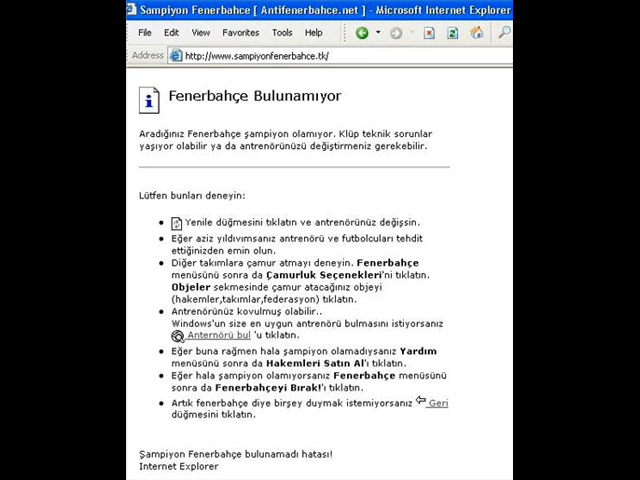 Sampiyon Fenerbahce [ Antifenerbahce.net ] - Microsoft Internet Explorer
File Edit View Favorites Tools Help
Address http://www.sampiyonfenerbahce.tk/
Fenerbahçe Bulunamıyor
Aradığınız Fenerbahçe şampiyon olamıyor. Klüp teknik sorunlar
yaşıyor olabilir ya da antrenörünüzü değiştirmeniz gerekebilir.
Lütfen bunları deneyin:
• Yenile düğmesini tıklatın ve antrenörünüz değişsin.
• Eğer aziz yıldıvımsanız antrenörü ve futbolcuları tehdit
ettiğinizden emin olun.
• Diğer takımlara çamur atmayı deneyin. Fenerbahçe
menüsünü sonra da Çamurluk Seçenekleri'ni tıklatın.
Objeler sekmesinde çamur atacağınız objeyi
(hakemler,takımlar,federasyon) tıklatın.
• Antrenörünüz kovulmuş olabilir..
Windows'un size en uygun antrenörü bulmasını istiyorsanız
Anternörü bul 'u tıklatın.
• Eğer buna rağmen hala şampiyon olamadıysanız Yardım
menüsünü sonra da Hakemleri Satın Al'ı tıklatın.
• Eğer hala şampiyon olamıyorsanız Fenerbahçe menüsünü
sonra da Fenerbahçeyi Bırak!'ı tıklatın.
• Artık fenerbahçe diye birşey duymak istemiyorsanız Geri
düğmesini tıklatın.
Şampiyon Fenerbahçe bulunamadı hatası!
Internet Explorer